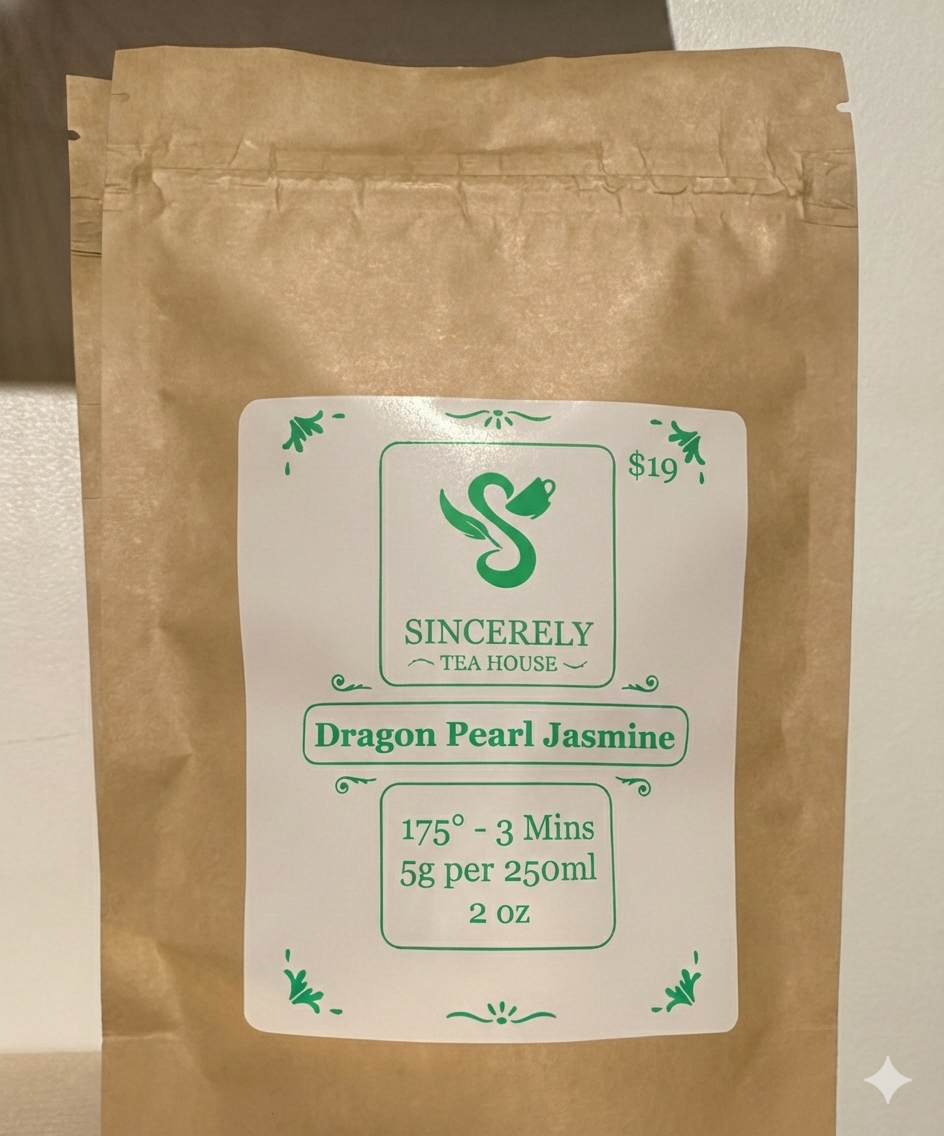 $19
SINCERELY
TEA HOUSE
Dragon Pearl Jasmine
175° - 3 Mins
5g per 250ml
2 oz